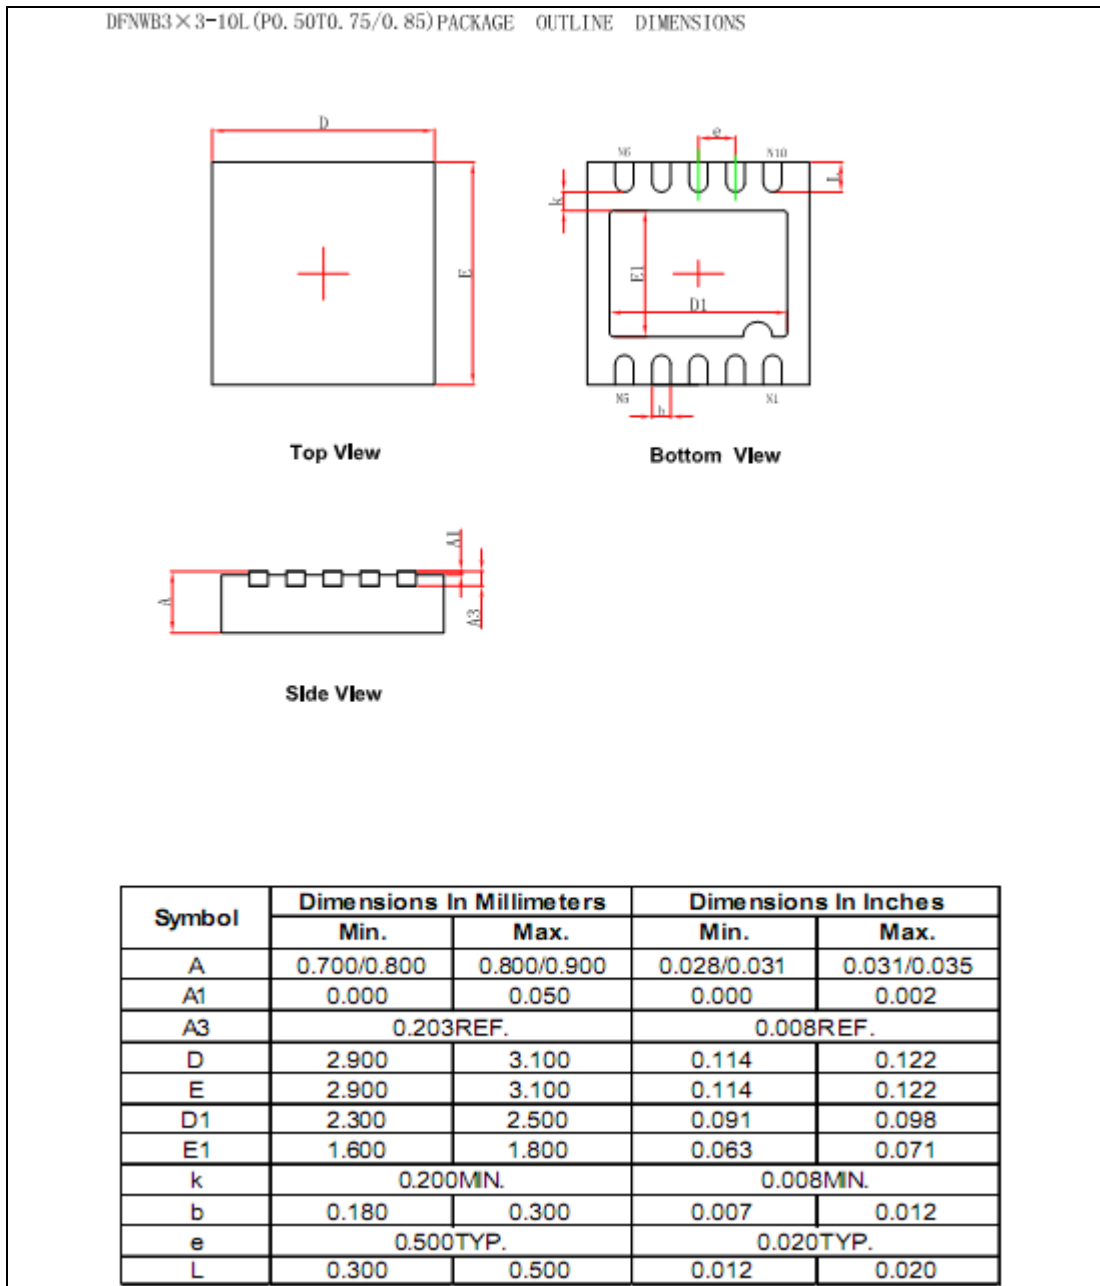 DFNWB3×3-10L(P0.50T0.75/0.85)PACKAGE OUTLINE DIMENSIONS
D
E
Top View
e
N6
N10
L
k
E1
D1
N5
b
N1
Bottom View
A1
A
A3
Side View
Symbol Dimensions In Millimeters Dimensions In Inches
Min. Max. Min. Max.
A 0.700/0.800 0.800/0.900 0.028/0.031 0.031/0.035
A1 0.000 0.050 0.000 0.002
A3 0.203REF. 0.008REF.
D 2.900 3.100 0.114 0.122
E 2.900 3.100 0.114 0.122
D1 2.300 2.500 0.091 0.098
E1 1.600 1.800 0.063 0.071
k 0.200MIN. 0.008MIN.
b 0.180 0.300 0.007 0.012
e 0.500TYP. 0.020TYP.
L 0.300 0.500 0.012 0.020